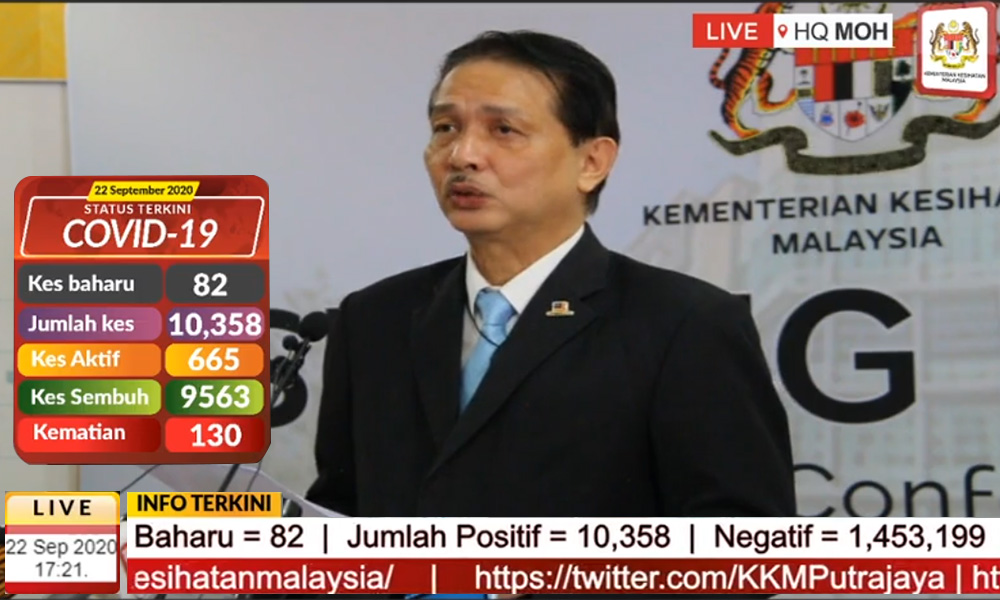 LIVE HQ MOH
KEMENTERIAN KESIHATAN
MALAYSIA
KEMENTERIAN KESIHA
MALAYSIA
G
Conf
22 September 2020
STATUS TERKINI
COVID-19
Kes baharu 82
Jumlah kes 10,358
Kes Aktif 665
Kes Sembuh 9563
Kematian 130
LIVE
22 Sep 2020
17:21.
INFO TERKINI
Baharu = 82 | Jumlah Positif = 10,358 | Negatif = 1,453,199
esihatanmalaysia/ | https://twitter.com/KKMPutrajaya | ht